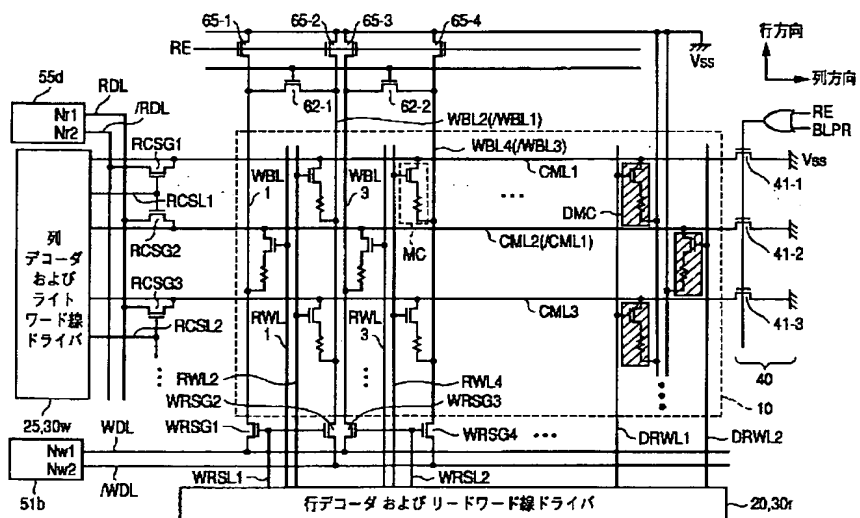 65-1
65-2
65-3
65-4
RE
Vss
行方向
列方向
55d
RDL
/RDL
Nr1
Nr2
62-1
62-2
WBL2(/WBL1)
WBL4(/WBL3)
RE
BLPR
RCSG1
RCSL1
RCSG2
RCSG3
RCSL2
WBL
1
WBL
3
CML1
MC
DMC
CML2(/CML1)
CML3
Vss
41-1
41-2
41-3
40
10
列
デコーダ
および
ライト
ワード線
ドライバ
RWL
1
RWL
3
RWL2
RWL4
25,30w
WRSG2
WRSG3
WRSG1
WRSG4
WDL
/WDL
Nw1
Nw2
51b
WRSL1
WRSL2
DRWL1
DRWL2
行デコーダ および リードワード線ドライバ
20,30r